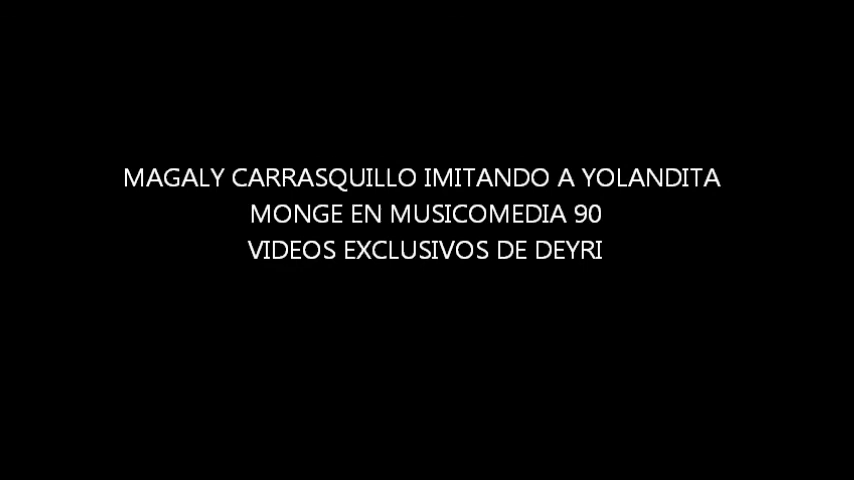 MAGALY CARRASQUILLO IMITANDO A YOLANDITA
MONGE EN MUSICOMEDIA 90
VIDEOS EXCLUSIVOS DE DEYRI